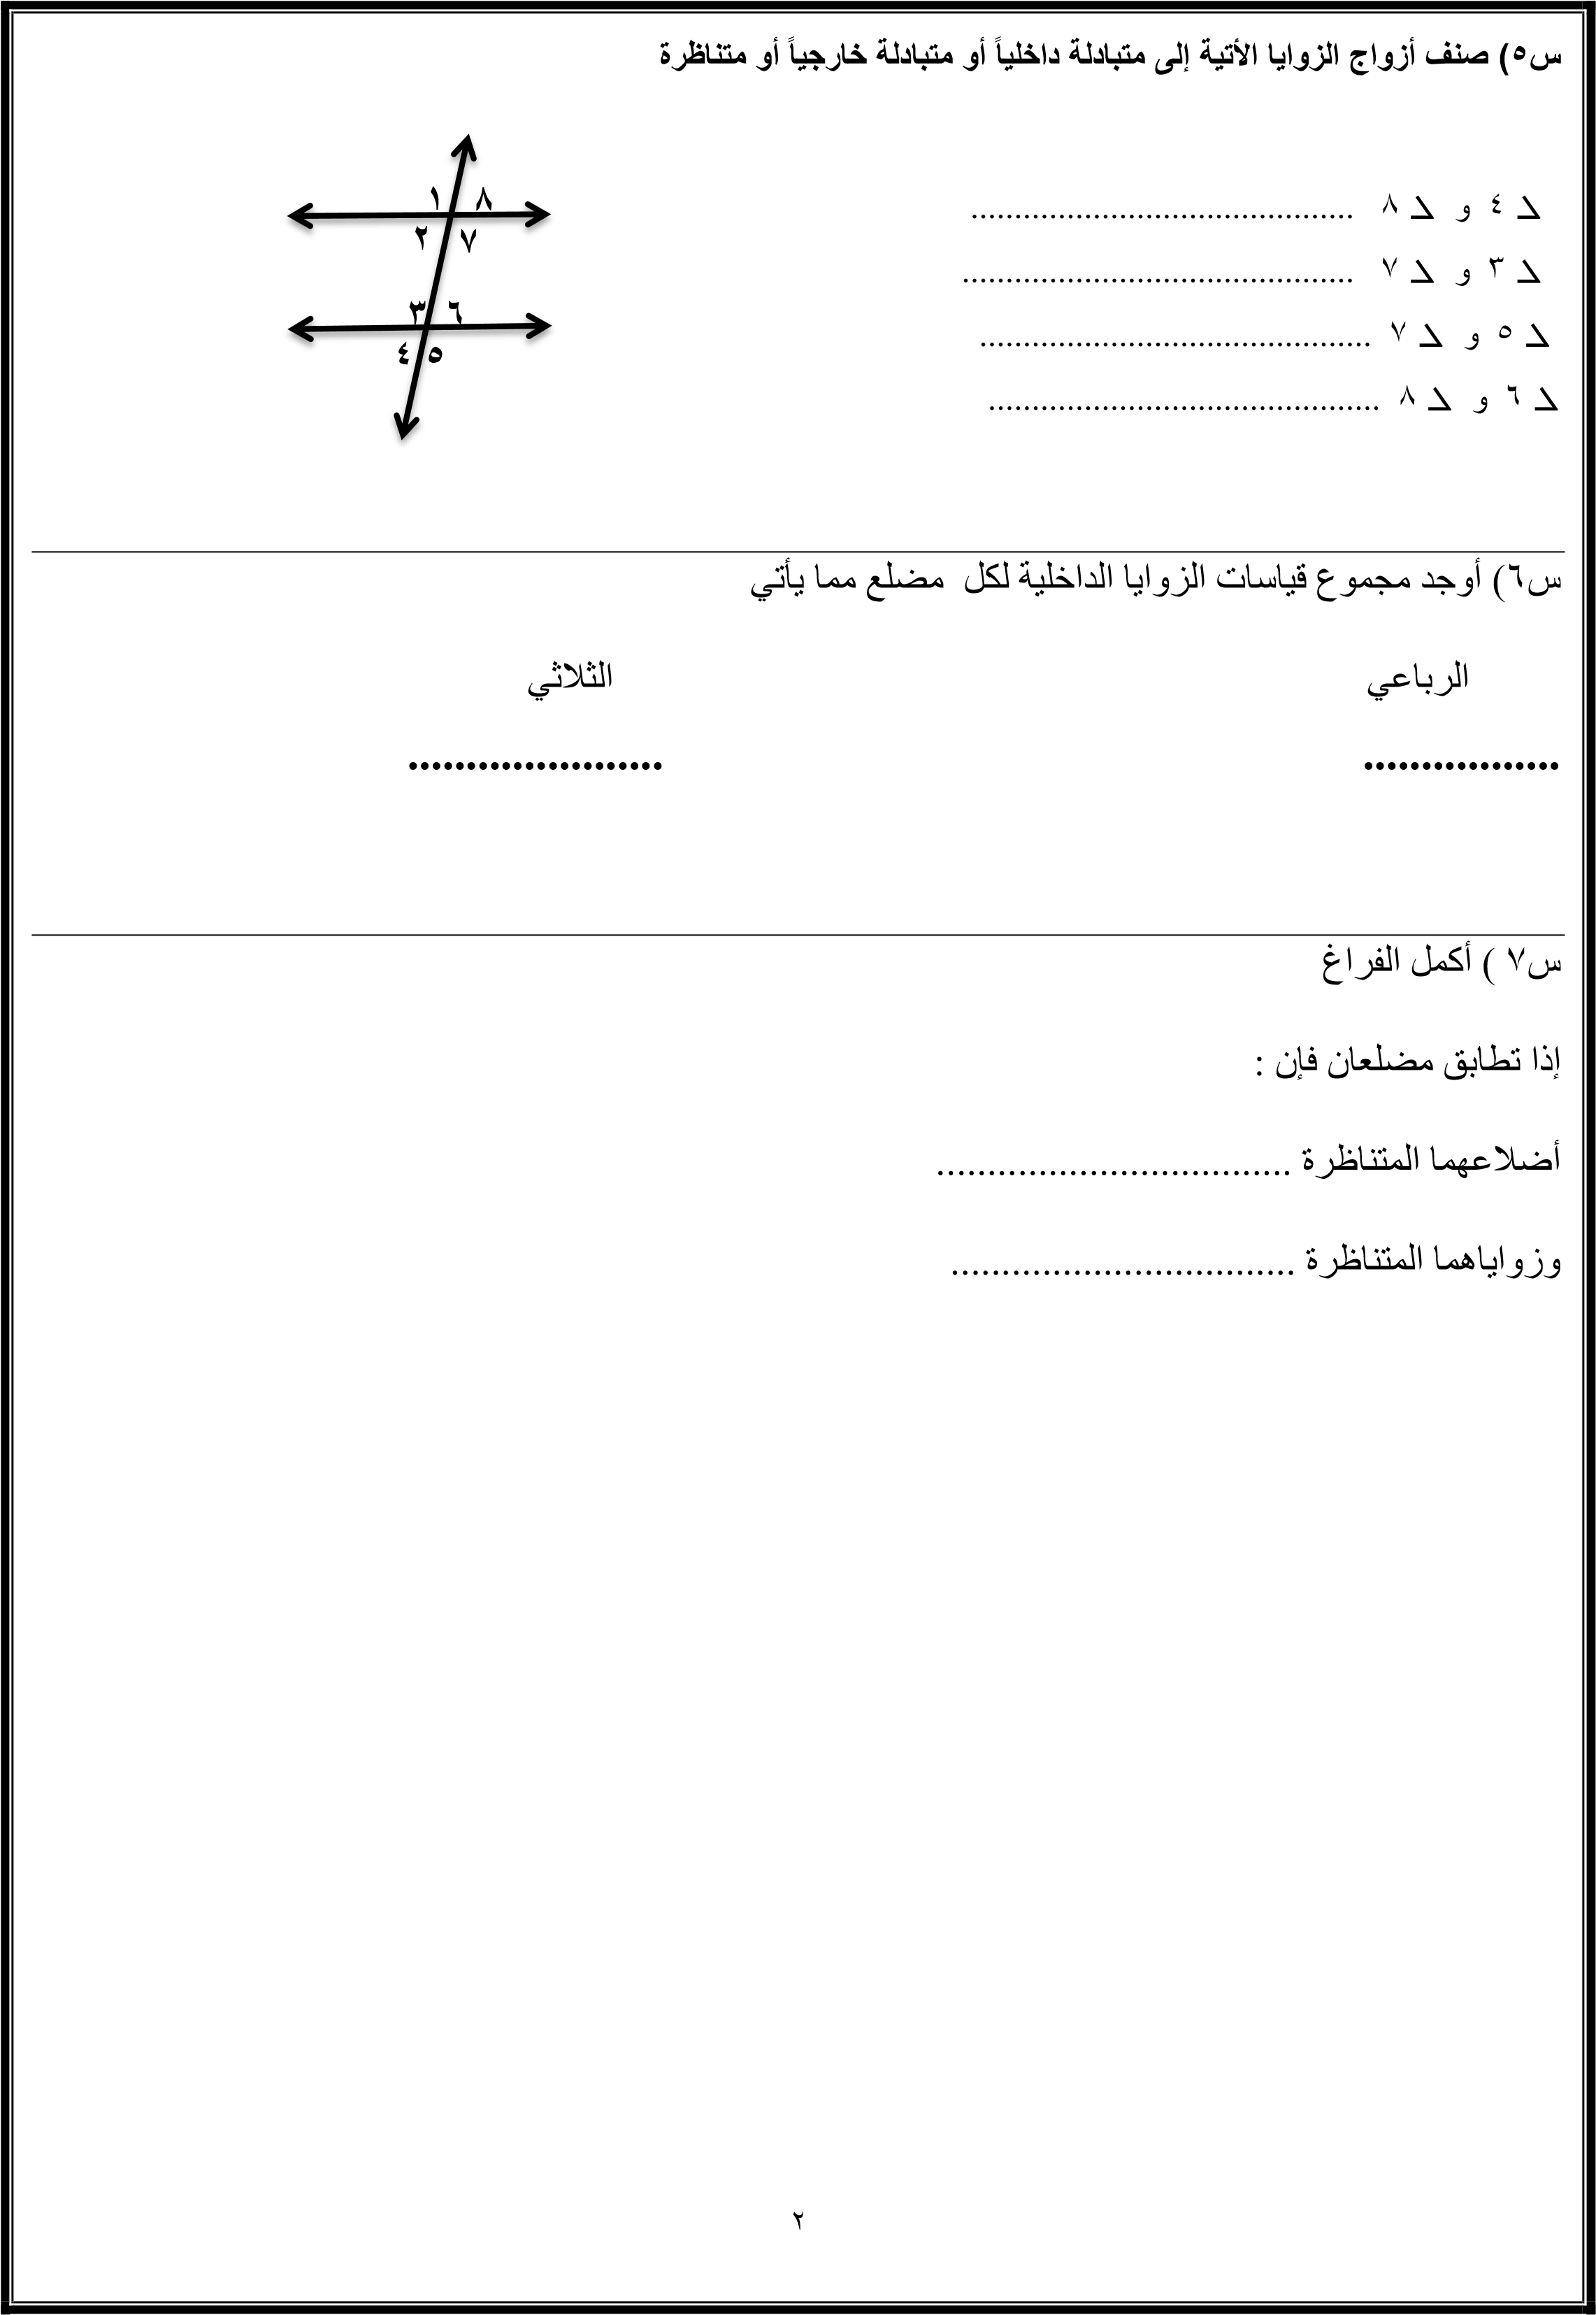 س٥) صنف أزواج الزوايا الأتية إلى متبادلة داخلياً أو متبادلة خارجياً أو متناظرة
١ ٨
٢ ٧
٣ ٦
٤ ٥
∠ ٤ و ∠ ٨ ............................................
∠ ٣ و ∠ ٧ .............................................
∠ ٥ و ∠ ٧ .............................................
∠ ٦ و ∠ ٨ .............................................
س٦) أوجد مجموع قياسات الزوايا الداخلية لكل مضلع مما يأتي
الرباعي الثلاثي
................. ......................
س٧ ) أكمل الفراغ
إذا تطابق مضلعان فإن :
أضلاعهما المتناظرة ...................................
وزواياهما المتناظرة ..................................
٢